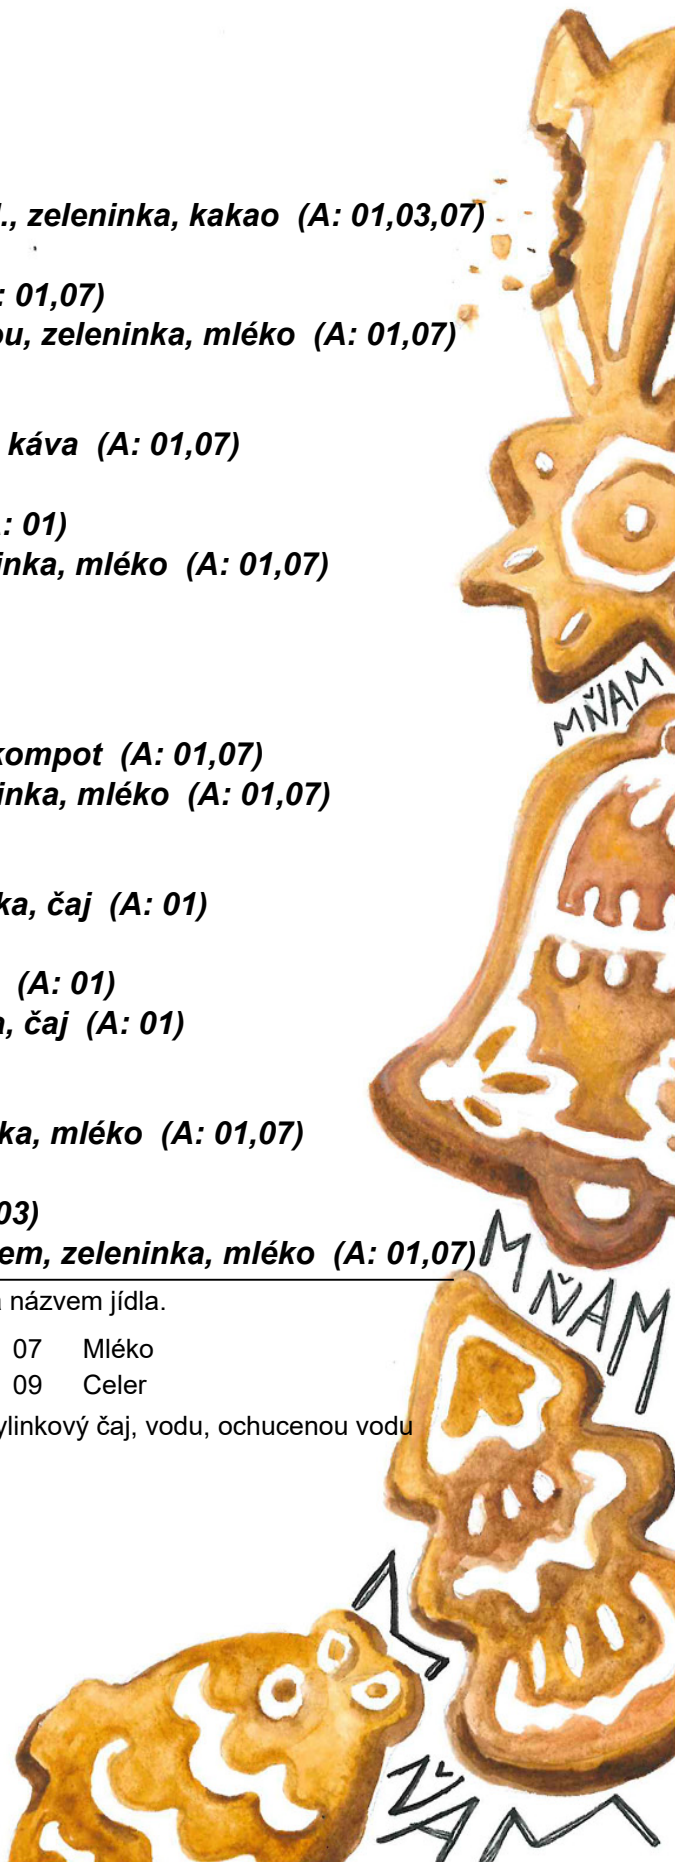 ., zeleninka, kakao (A: 01,03,07)
: 01,07)
ou, zeleninka, mléko (A: 01,07)
káva (A: 01,07)
: 01)
inka, mléko (A: 01,07)
MŇAM
kompot (A: 01,07)
inka, mléko (A: 01,07)
ka, čaj (A: 01)
(A: 01)
a, čaj (A: 01)
ka, mléko (A: 01,07)
03)
em, zeleninka, mléko (A: 01,07)
MŇAM
názvem jídla.
07 Mléko
09 Celer
ylinkový čaj, vodu, ochucenou vodu
MŇAM